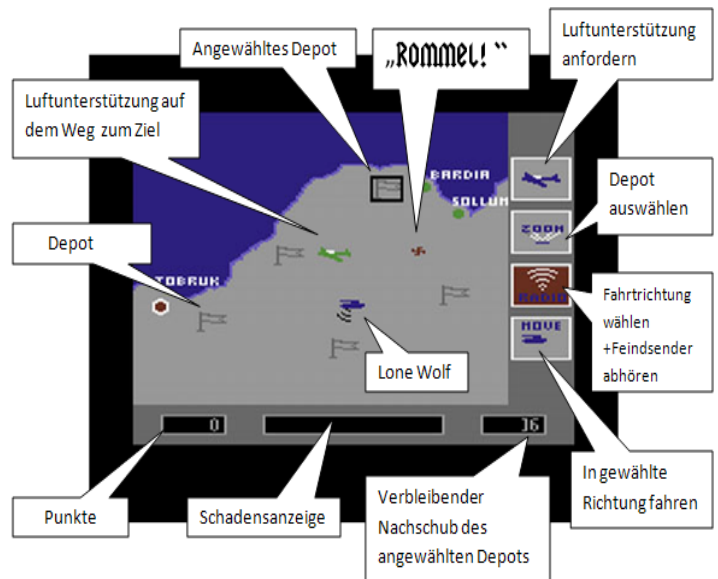 Angewähltes Depot
„Rommel! “
Luftunterstützung
anfordern
Luftunterstützung auf
dem Weg zum Ziel
BARDIA
SOLLUM
Depot
auswählen
ZOOM
Depot
TOBRUK
RADIO
Fahrtrichtung
wählen
+Feindsender
abhören
MOVE
Lone Wolf
0
16
In gewählte
Richtung fahren
Punkte
Schadensanzeige
Verbleibender
Nachschub des
angewählten Depots